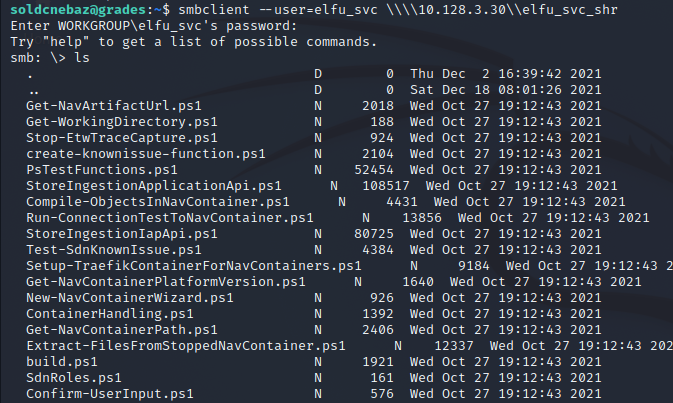 soldcnebaz@grades:~$ smbclient --user=elfu_svc \\\\10.128.3.30\\elfu_svc_shr
Enter WORKGROUP\elfu_svc's password:
Try "help" to get a list of possible commands.
smb: \> ls
  .                                   D        0  Thu Dec  2 16:39:42 2021
  ..                                  D        0  Sat Dec 18 08:01:26 2021
  Get-NavArtifactUrl.ps1              N     2018  Wed Oct 27 19:12:43 2021
  Get-WorkingDirectory.ps1            N      188  Wed Oct 27 19:12:43 2021
  Stop-EtwTraceCapture.ps1            N      924  Wed Oct 27 19:12:43 2021
  create-knownissue-function.ps1      N     2104  Wed Oct 27 19:12:43 2021
  PsTestFunctions.ps1                 N    52454  Wed Oct 27 19:12:43 2021
  StoreIngestionApplicationApi.ps1      N   108517  Wed Oct 27 19:12:43 2021
  Compile-ObjectsInNavContainer.ps1      N     4431  Wed Oct 27 19:12:43 2021
  Run-ConnectionTestToNavContainer.ps1      N    13856  Wed Oct 27 19:12:43 2021
  StoreIngestionIapApi.ps1            N    80725  Wed Oct 27 19:12:43 2021
  Test-SdnKnownIssue.ps1              N     4384  Wed Oct 27 19:12:43 2021
  Setup-TraefikContainerForNavContainers.ps1      N     9184  Wed Oct 27 19:12:43 2
  Get-NavContainerPlatformVersion.ps1      N     1640  Wed Oct 27 19:12:43 2021
  New-NavContainerWizard.ps1          N      926  Wed Oct 27 19:12:43 2021
  ContainerHandling.ps1               N     1392  Wed Oct 27 19:12:43 2021
  Get-NavContainerPath.ps1            N     2406  Wed Oct 27 19:12:43 2021
  Extract-FilesFromStoppedNavContainer.ps1      N    12337  Wed Oct 27 19:12:43 202
  build.ps1                           N     1921  Wed Oct 27 19:12:43 2021
  SdnRoles.ps1                        N      161  Wed Oct 27 19:12:43 2021
  Confirm-UserInput.ps1               N      576  Wed Oct 27 19:12:43 2021